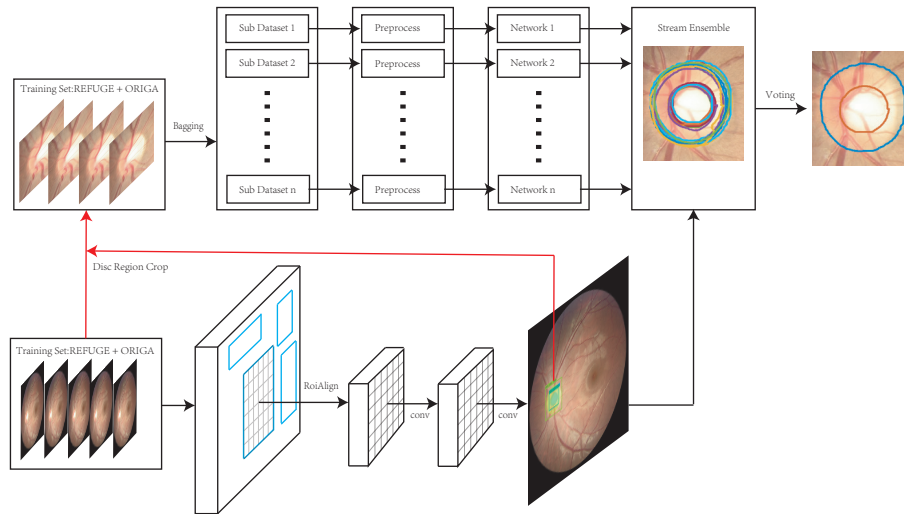 Sub Dataset 1
Preprocess
Network 1
Stream Ensemble
Sub Dataset 2
Preprocess
Network 2
Training Set:REFUGE + ORIGA
Bagging
Voting
Sub Dataset n
Preprocess
Network n
Disc Region Crop
Training Set:REFUGE + ORIGA
RoiAlign
conv
conv